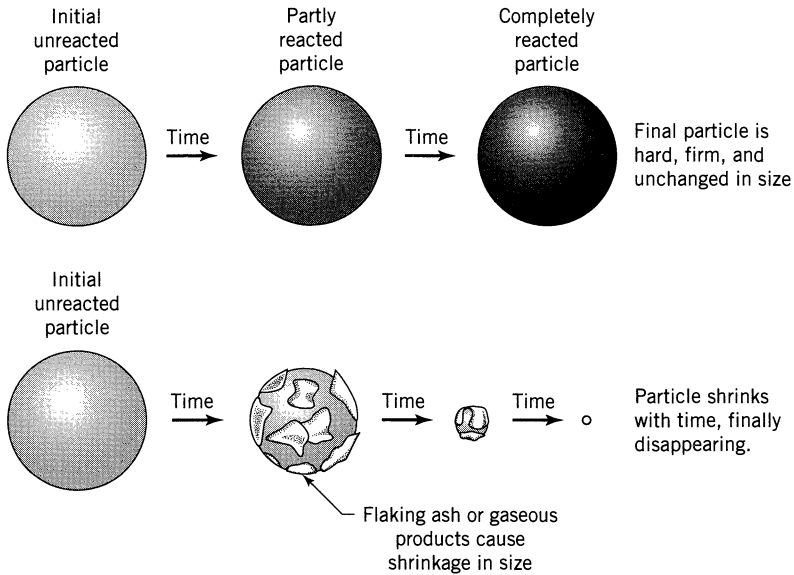 Initial
unreacted
particle
Partly
reacted
particle
Completely
reacted
particle
Time
Time
Final particle is
hard, firm, and
unchanged in size
Initial
unreacted
particle
Time
Time
Time
Particle shrinks
with time, finally
disappearing.
Flaking ash or gaseous
products cause
shrinkage in size